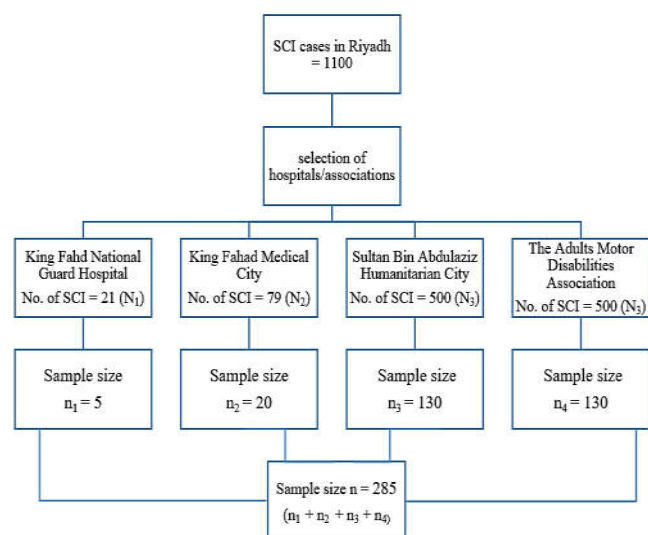 SCI cases in Riyadh
= 1100
selection of
hospitals/associations
King Fahd National
Guard Hospital
No. of SCI = 21 (N₁)
King Fahad Medical
City
No. of SCI = 79 (N₂)
Sultan Bin Abdulaziz
Humanitarian City
No. of SCI = 500 (N₃)
The Adults Motor
Disabilities
Association
No. of SCI = 500 (N₃)
Sample size
n₁ = 5
Sample size
n₂ = 20
Sample size
n₃ = 130
Sample size
n₄ = 130
Sample size n = 285
(n₁ + n₂ + n₃ + n₄)